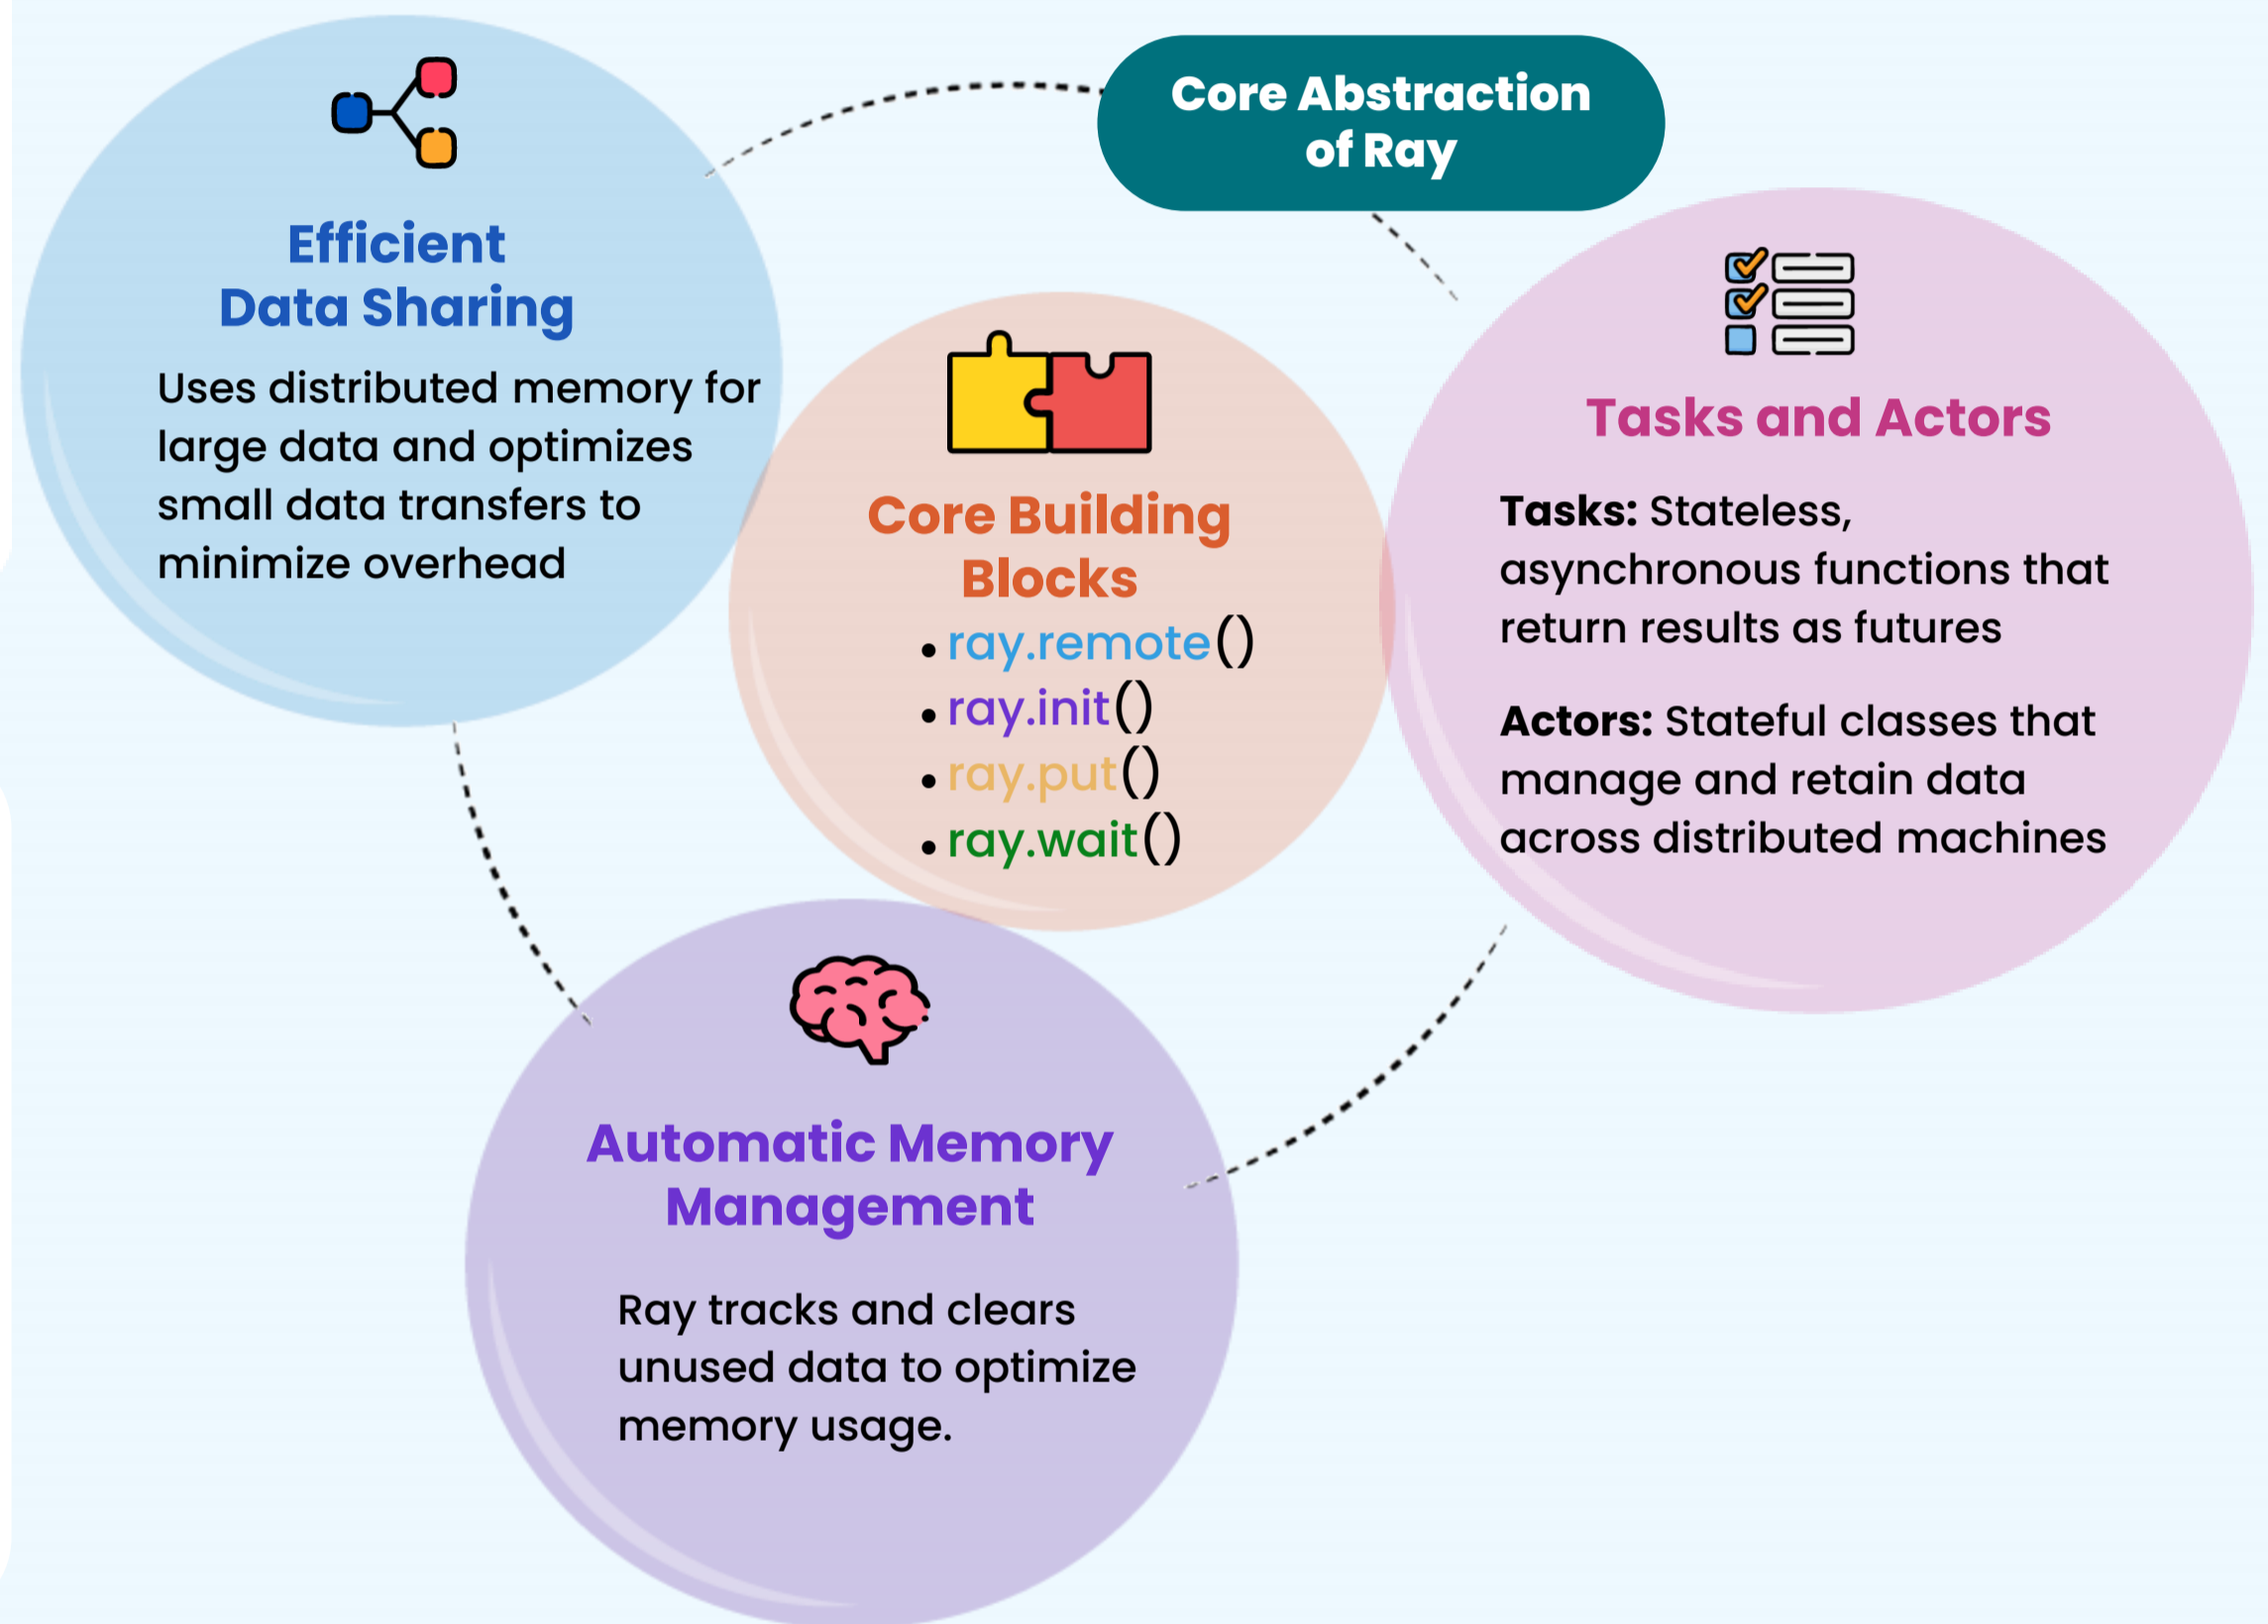 Core Abstraction
of Ray
Efficient
Data Sharing
Uses distributed memory for
large data and optimizes
small data transfers to
minimize overhead
Core Building
Blocks
• ray.remote()
• ray.init()
• ray.put()
• ray.wait()
Tasks and Actors
Tasks: Stateless,
asynchronous functions that
return results as futures
Actors: Stateful classes that
manage and retain data
across distributed machines
Automatic Memory
Management
Ray tracks and clears
unused data to optimize
memory usage.